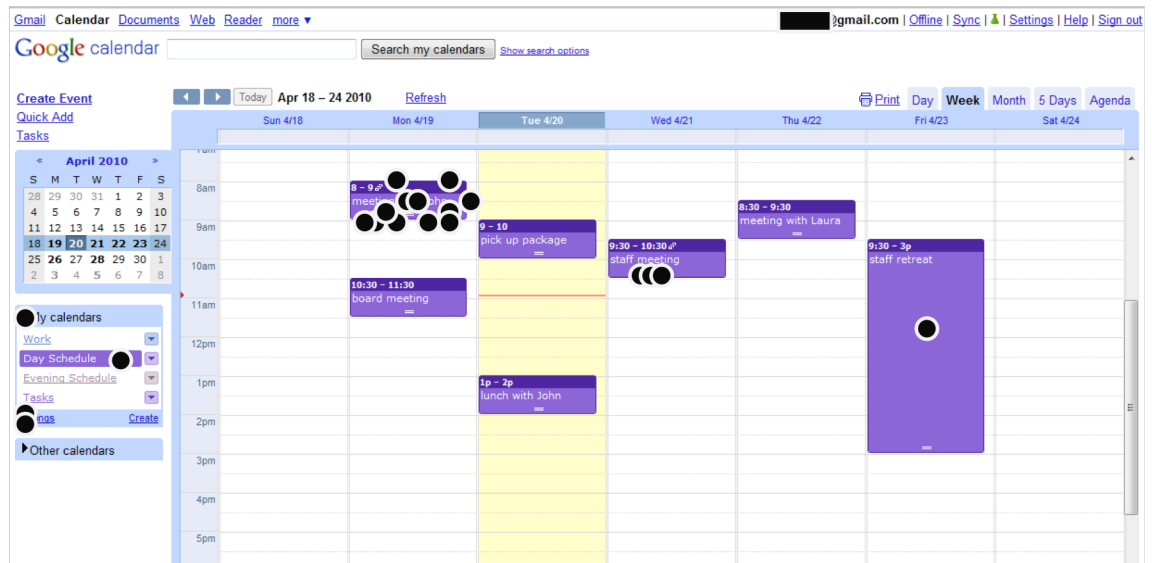 Gmail Calendar Documents Web Reader more ▼
gmail.com | Offline | Sync | | Settings | Help | Sign out
Google calendar
Search my calendars
Show search options
Create Event
Quick Add
Tasks
Today Apr 18 – 24 2010 Refresh
Print Day Week Month 5 Days Agenda
Sun 4/18 Mon 4/19 Tue 4/20 Wed 4/21 Thu 4/22 Fri 4/23 Sat 4/24
« April 2010 »
S M T W T F S
28 29 30 31 1 2 3
4 5 6 7 8 9 10
11 12 13 14 15 16 17
18 19 20 21 22 23 24
25 26 27 28 29 30 1
2 3 4 5 6 7 8
My calendars
Work
Day Schedule
Evening Schedule
Tasks
Create
Other calendars
7am
8am
9am
10am
11am
12pm
1pm
2pm
3pm
4pm
5pm
8 – 9
10:30 – 11:30
board meeting
9 – 10
pick up package
1p – 2p
lunch with John
9:30 – 10:30
staff meeting
8:30 – 9:30
meeting with Laura
9:30 – 3p
staff retreat